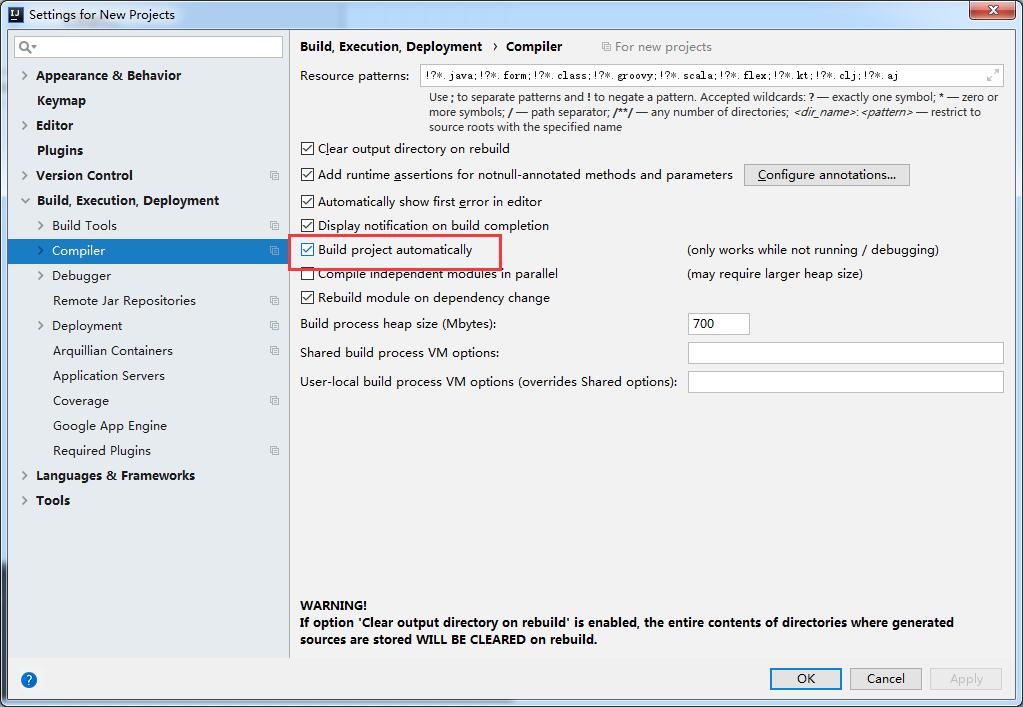 Settings for New Projects
Appearance & Behavior
Keymap
Editor
Plugins
Version Control
Build, Execution, Deployment
Build Tools
Compiler
Debugger
Remote Jar Repositories
Deployment
Arquillian Containers
Application Servers
Coverage
Google App Engine
Required Plugins
Languages & Frameworks
Tools
Build, Execution, Deployment › Compiler For new projects
Resource patterns: !?*.java;!?*.form;!?*.class;!?*.groovy;!?*.scala;!?*.flex;!?*.kt;!?*.clj;!?*.aj
Use ; to separate patterns and ! to negate a pattern. Accepted wildcards: ? — exactly one symbol; * — zero or
more symbols; / — path separator; /**/ — any number of directories; <dir_name>:<pattern> — restrict to
source roots with the specified name
Clear output directory on rebuild
Add runtime assertions for notnull-annotated methods and parameters Configure annotations...
Automatically show first error in editor
Display notification on build completion
Build project automatically (only works while not running / debugging)
Compile independent modules in parallel (may require larger heap size)
Rebuild module on dependency change
Build process heap size (Mbytes): 700
Shared build process VM options:
User-local build process VM options (overrides Shared options):
WARNING!
If option 'Clear output directory on rebuild' is enabled, the entire contents of directories where generated
sources are stored WILL BE CLEARED on rebuild.
? OK Cancel Apply